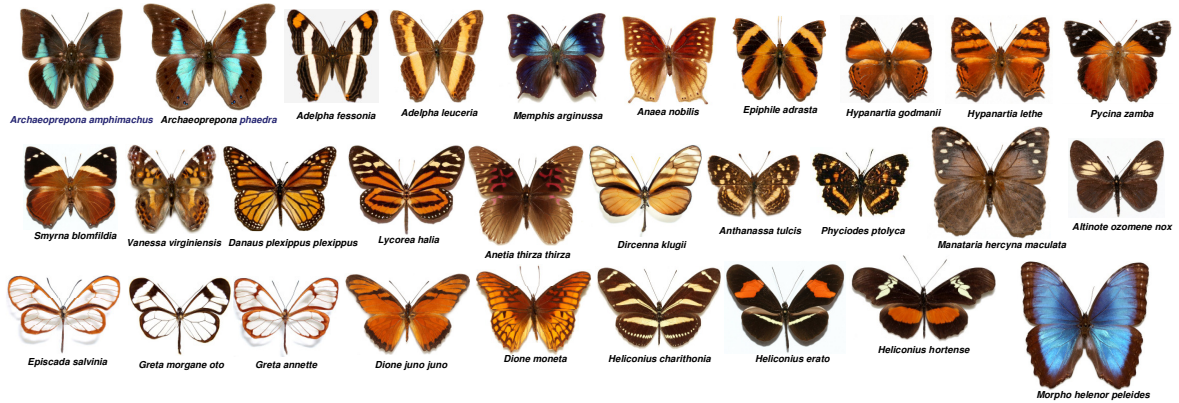 Archaeoprepona amphimachus
Archaeoprepona phaedra
Adelpha fessonia
Adelpha leuceria
Memphis arginussa
Anaea nobilis
Epiphile adrasta
Hypanartia godmanii
Hypanartia lethe
Pycina zamba
Smyrna blomfildia
Vanessa virginiensis
Danaus plexippus plexippus
Lycorea halia
Anetia thirza thirza
Dircenna klugii
Anthanassa tulcis
Phyciodes ptolyca
Manataria hercyna maculata
Altinote ozomene nox
Episcada salvinia
Greta morgane oto
Greta annette
Dione juno juno
Dione moneta
Heliconius charithonia
Heliconius erato
Heliconius hortense
Morpho helenor peleides